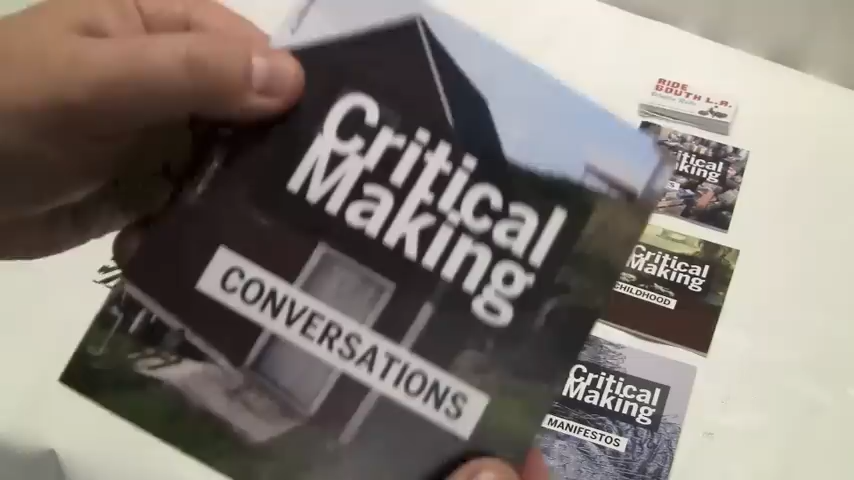 Critical
Making
CONVERSATIONS
RIDE
SOUTH L.A.
Critical
Making
Critical
Making
CHILDHOOD
Critical
Making
MANIFESTOS